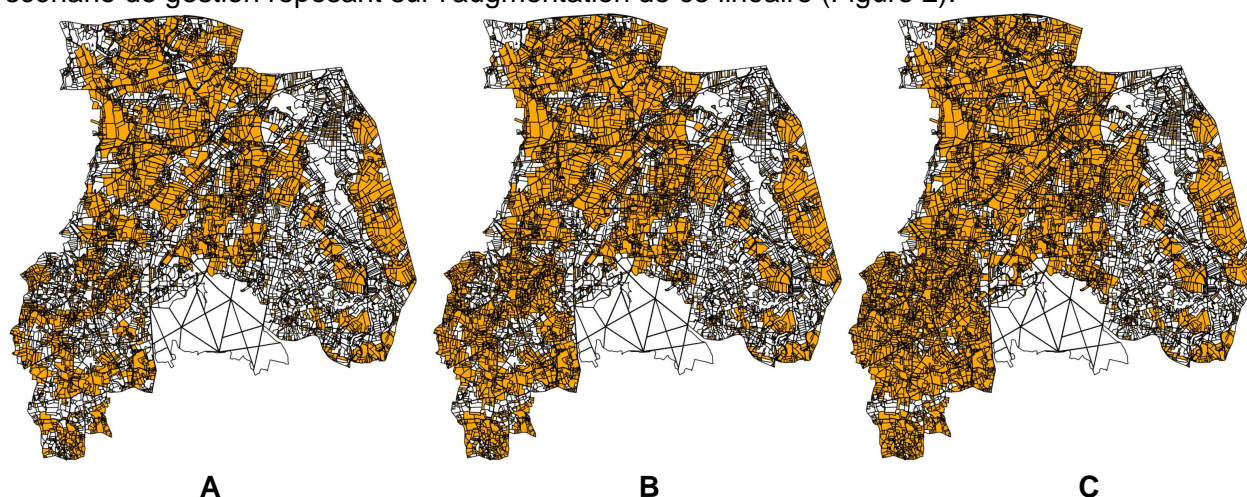 scénario de gestion reposant sur l'augmentation de ce linéaire (Figure 2).
A B C